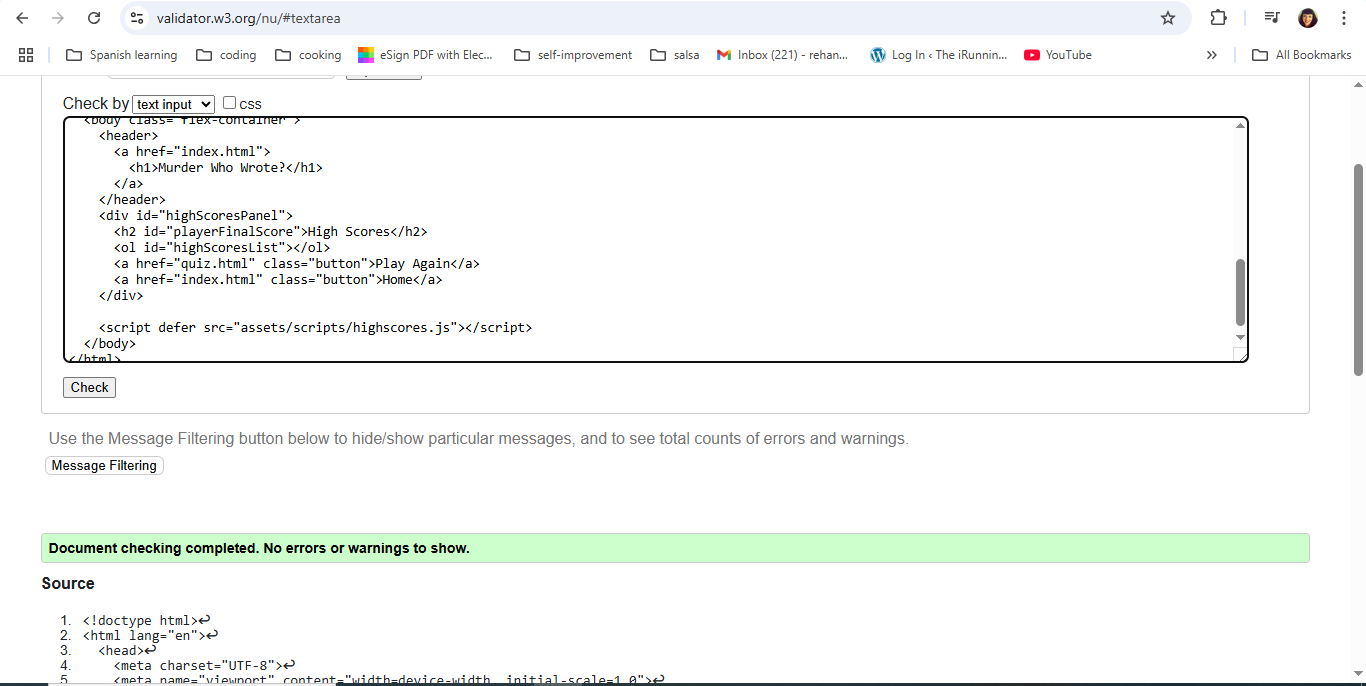 validator.w3.org/nu/#textarea
Spanish learning coding cooking eSign PDF with Elec... self-improvement salsa Inbox (221) - rehan... Log In ‹ The iRunnin... YouTube » All Bookmarks
Check by text input css
<body class="flex-container">
<header>
<a href="index.html">
<h1>Murder Who Wrote?</h1>
</a>
</header>
<div id="highScoresPanel">
<h2 id="playerFinalScore">High Scores</h2>
<ol id="highScoresList"></ol>
<a href="quiz.html" class="button">Play Again</a>
<a href="index.html" class="button">Home</a>
</div>
<script defer src="assets/scripts/highscores.js"></script>
</body>
</html>
Check
Use the Message Filtering button below to hide/show particular messages, and to see total counts of errors and warnings.
Message Filtering
Document checking completed. No errors or warnings to show.
Source
1. <!doctype html>↩
2. <html lang="en">↩
3. <head>↩
4. <meta charset="UTF-8">↩
5. <meta name="viewport" content="width=device-width, initial-scale=1.0">↩